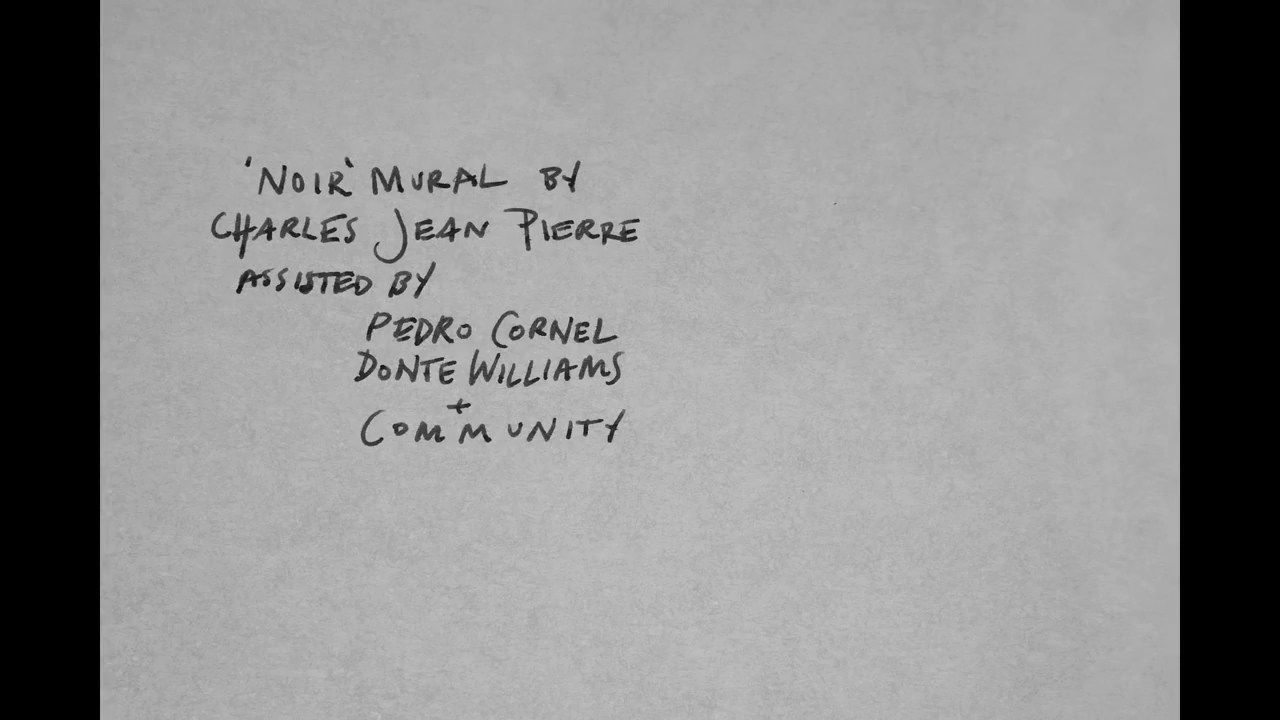 'NOIR' MURAL BY
CHARLES JEAN PIERRE
ASSISTED BY
PEDRO CORNEL
DONTE WILLIAMS
+
COMMUNITY